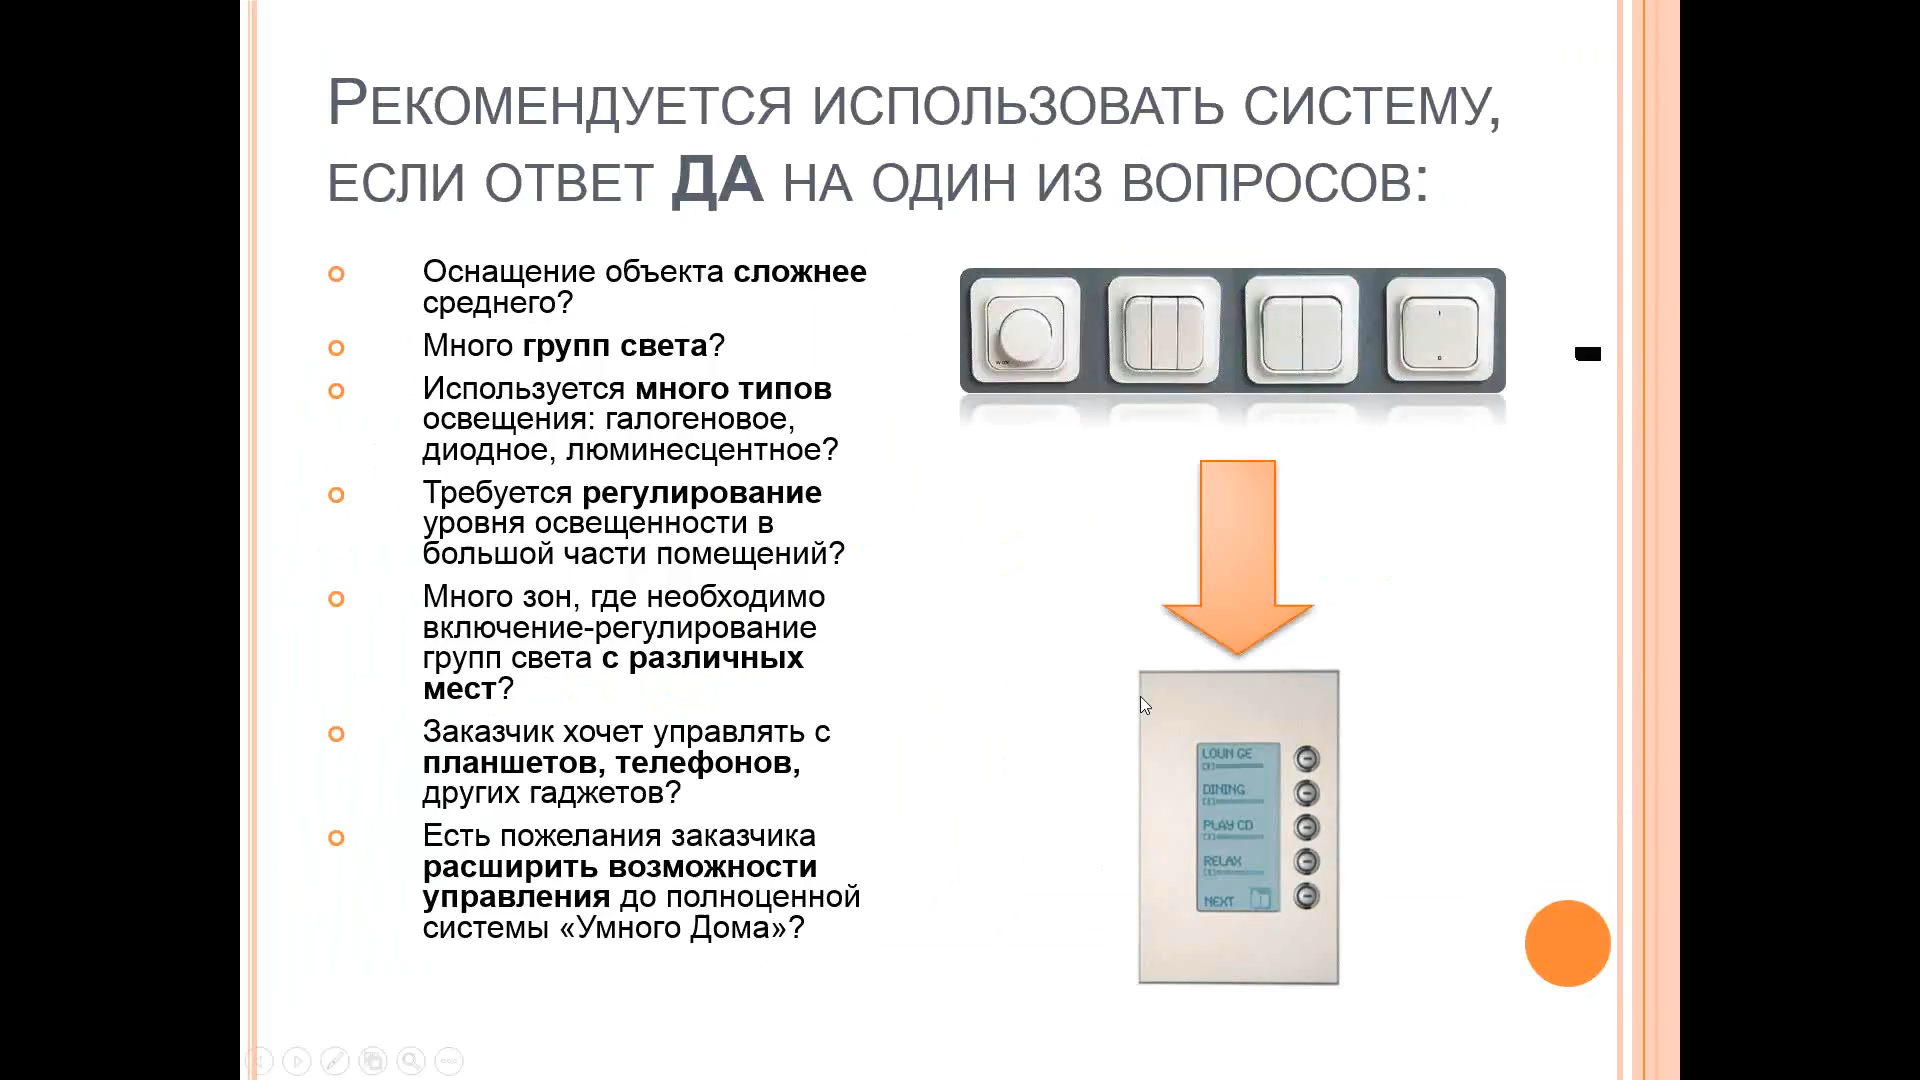 Рекомендуется использовать систему,
если ответ ДА на один из вопросов:
Оснащение объекта сложнее
среднего?
Много групп света?
Используется много типов
освещения: галогеновое,
диодное, люминесцентное?
Требуется регулирование
уровня освещенности в
большой части помещений?
Много зон, где необходимо
включение-регулирование
групп света с различных
мест?
Заказчик хочет управлять с
планшетов, телефонов,
других гаджетов?
Есть пожелания заказчика
расширить возможности
управления до полноценной
системы «Умного Дома»?
LOUNGE
DINING
PLAY CD
RELAX
NEXT